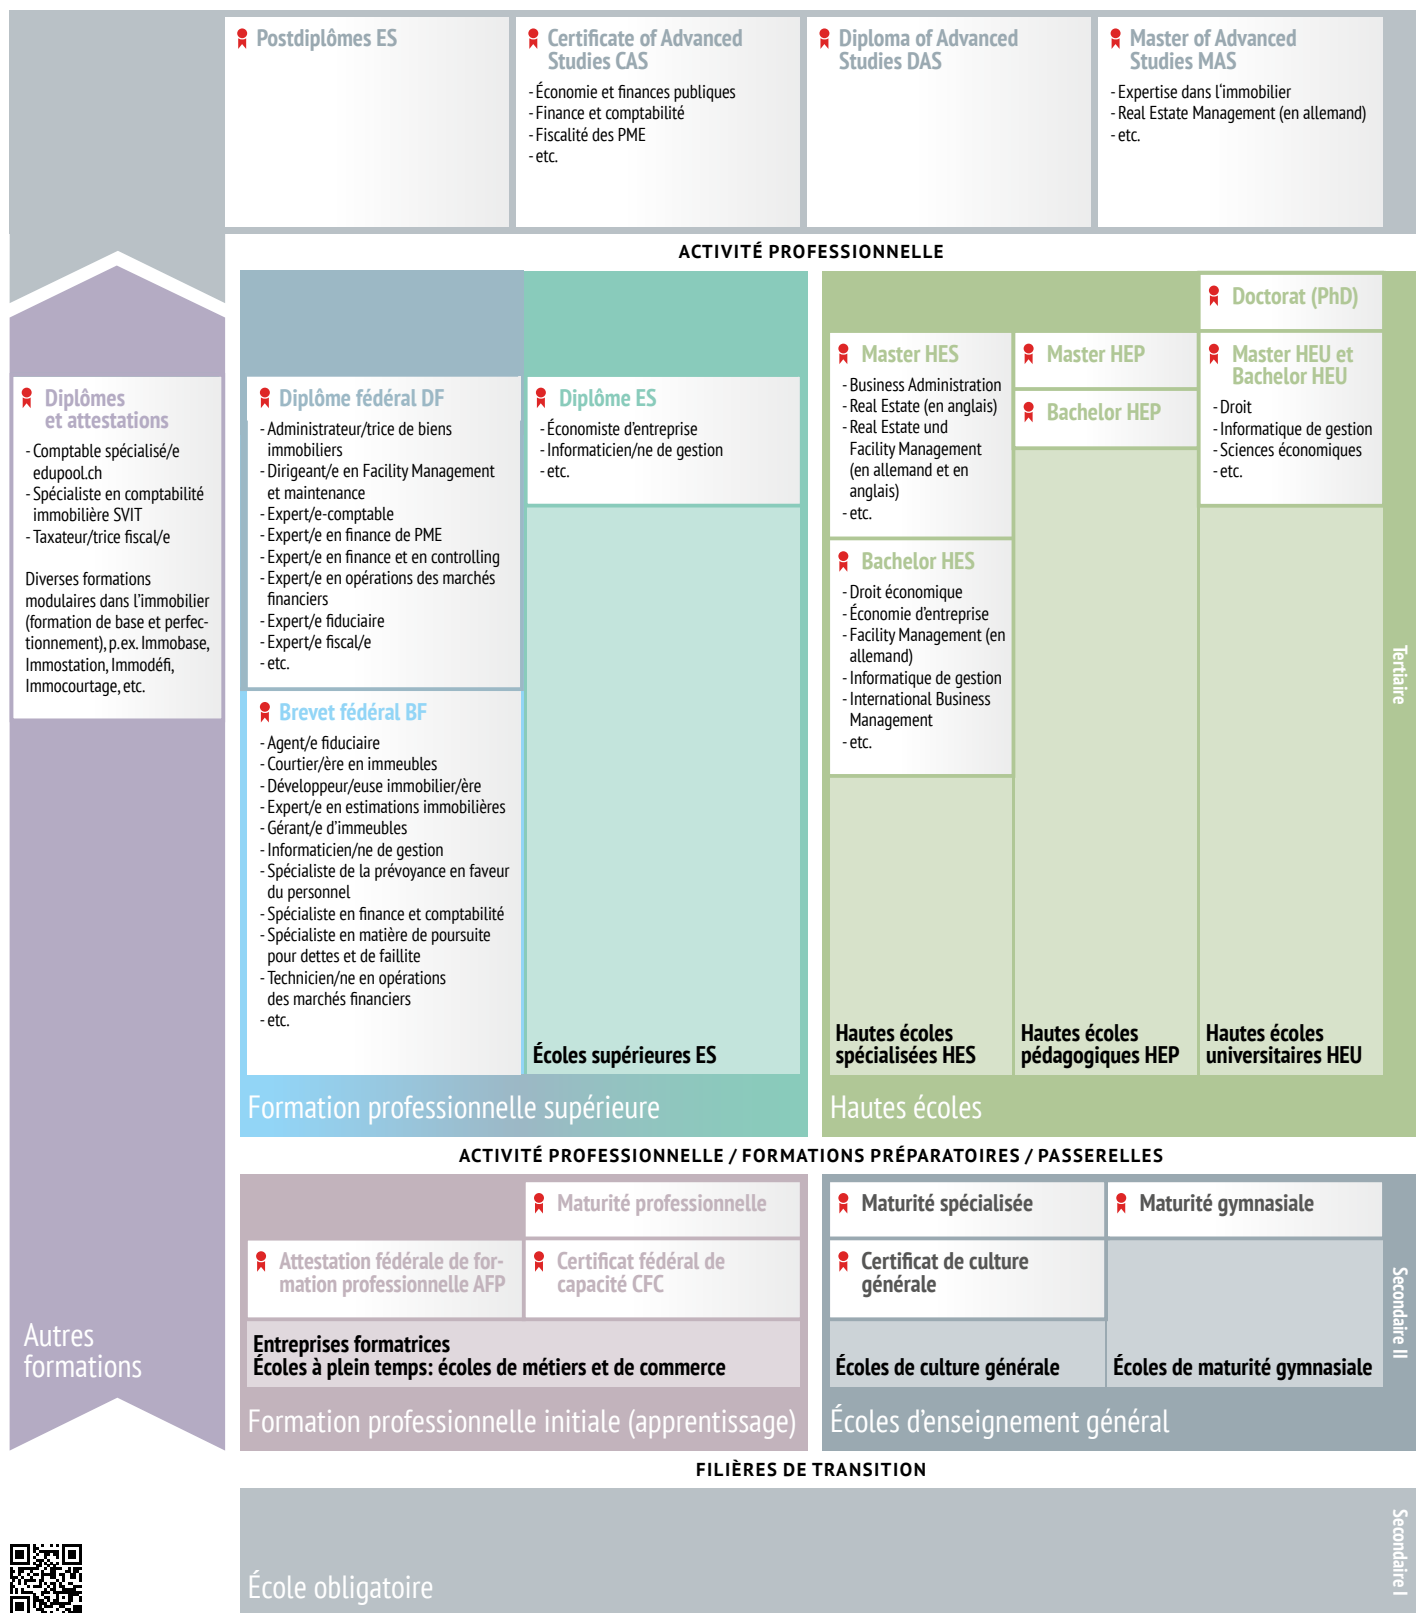 Postdiplômes ES
Certificate of Advanced
Studies CAS
- Économie et finances publiques
- Finance et comptabilité
- Fiscalité des PME
- etc.
Diploma of Advanced
Studies DAS
Master of Advanced
Studies MAS
- Expertise dans l'immobilier
- Real Estate Management (en allemand)
- etc.
ACTIVITÉ PROFESSIONNELLE
Diplômes
et attestations
- Comptable spécialisé/e
edupool.ch
- Spécialiste en comptabilité
immobilière SVIT
- Taxateur/trice fiscal/e
Diverses formations
modulaires dans l'immobilier
(formation de base et perfec-
tionnement), p.ex. Immobase,
Immostation, Immodéfi,
Immocourtage, etc.
Autres
formations
Diplôme fédéral DF
- Administrateur/trice de biens
immobiliers
- Dirigeant/e en Facility Management
et maintenance
- Expert/e-comptable
- Expert/e en finance de PME
- Expert/e en finance et en controlling
- Expert/e en opérations des marchés
financiers
- Expert/e fiduciaire
- Expert/e fiscal/e
- etc.
Brevet fédéral BF
- Agent/e fiduciaire
- Courtier/ère en immeubles
- Développeur/euse immobilier/ère
- Expert/e en estimations immobilières
- Gérant/e d'immeubles
- Informaticien/ne de gestion
- Spécialiste de la prévoyance en faveur
du personnel
- Spécialiste en finance et comptabilité
- Spécialiste en matière de poursuite
pour dettes et de faillite
- Technicien/ne en opérations
des marchés financiers
- etc.
Diplôme ES
- Économiste d'entreprise
- Informaticien/ne de gestion
- etc.
Écoles supérieures ES
Formation professionnelle supérieure
Master HES
- Business Administration
- Real Estate (en anglais)
- Real Estate und
Facility Management
(en allemand et en
anglais)
- etc.
Bachelor HES
- Droit économique
- Économie d'entreprise
- Facility Management (en
allemand)
- Informatique de gestion
- International Business
Management
- etc.
Hautes écoles
spécialisées HES
Master HEP
Bachelor HEP
Hautes écoles
pédagogiques HEP
Doctorat (PhD)
Master HEU et
Bachelor HEU
- Droit
- Informatique de gestion
- Sciences économiques
- etc.
Hautes écoles
universitaires HEU
Hautes écoles
Tertiaire
ACTIVITÉ PROFESSIONNELLE / FORMATIONS PRÉPARATOIRES / PASSERELLES
Maturité professionnelle
Attestation fédérale de for-
mation professionnelle AFP
Certificat fédéral de
capacité CFC
Entreprises formatrices
Écoles à plein temps: écoles de métiers et de commerce
Formation professionnelle initiale (apprentissage)
Maturité spécialisée
Certificat de culture
générale
Écoles de culture générale
Maturité gymnasiale
Écoles de maturité gymnasiale
Écoles d'enseignement général
Secondaire II
FILIÈRES DE TRANSITION
École obligatoire
Secondaire I